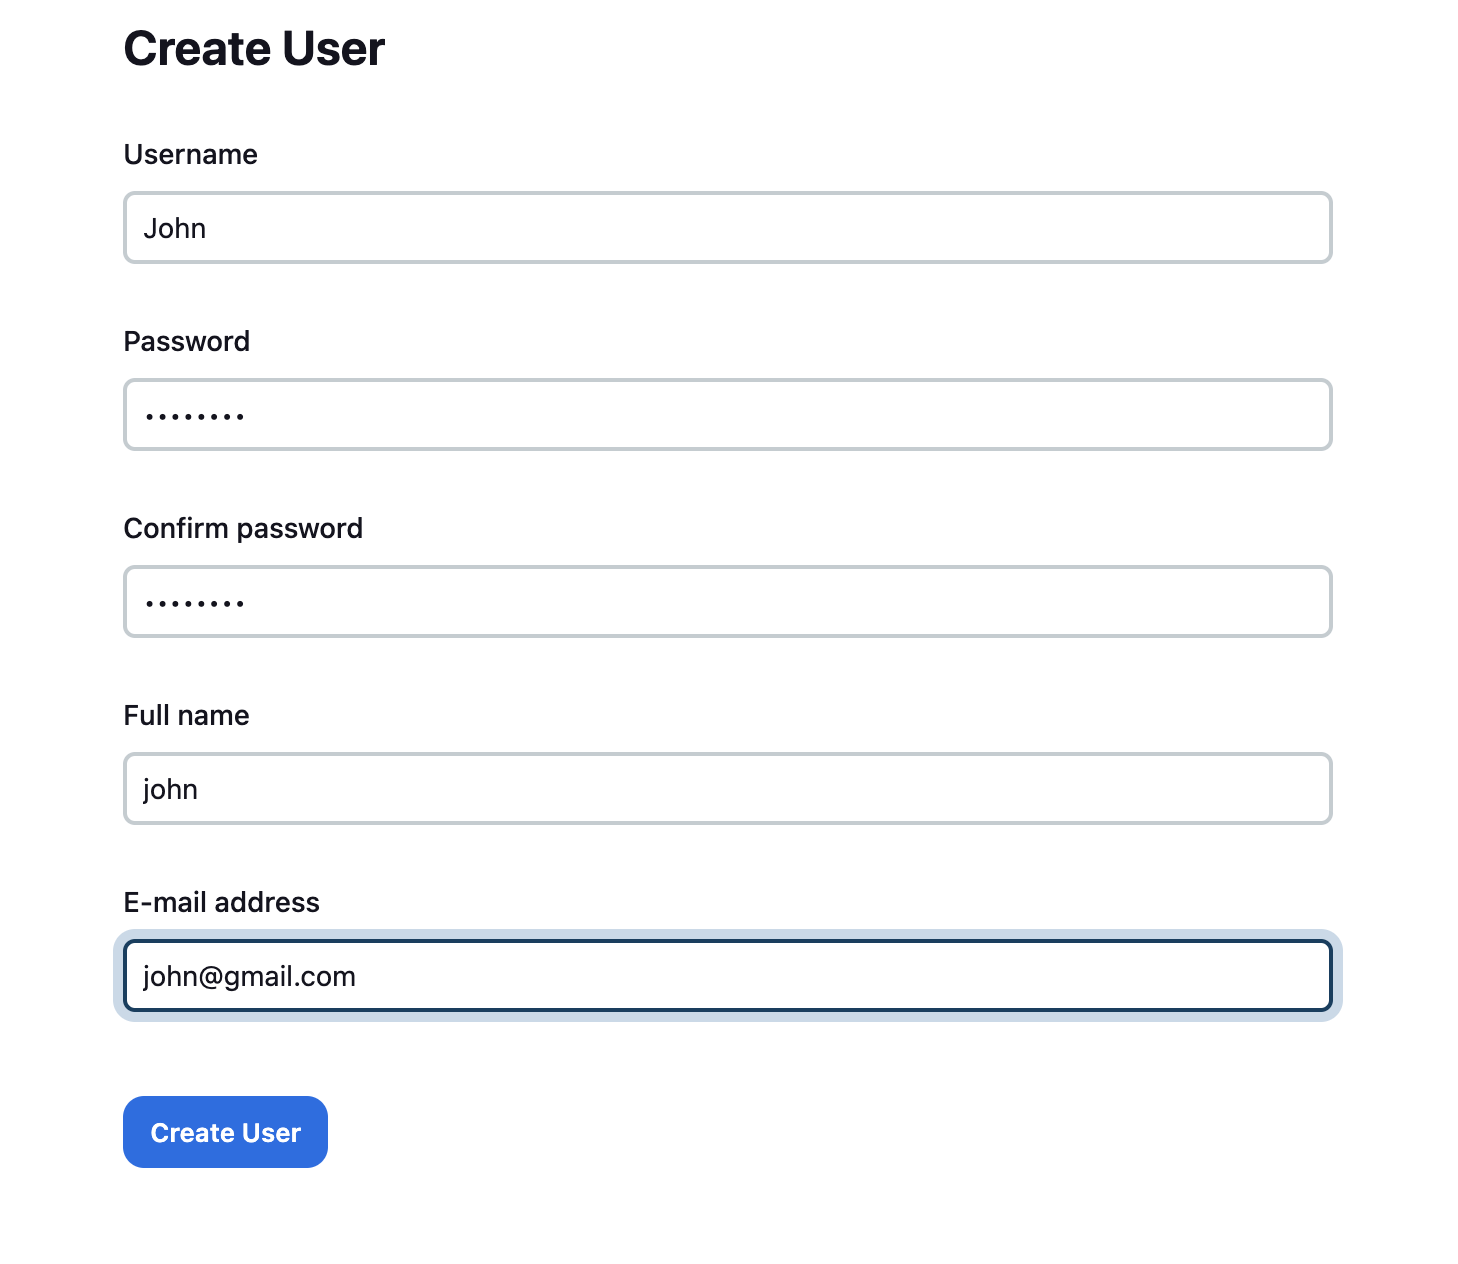 Create User
Username
John
Password
••••••••
Confirm password
••••••••
Full name
john
E-mail address
john@gmail.com
Create User